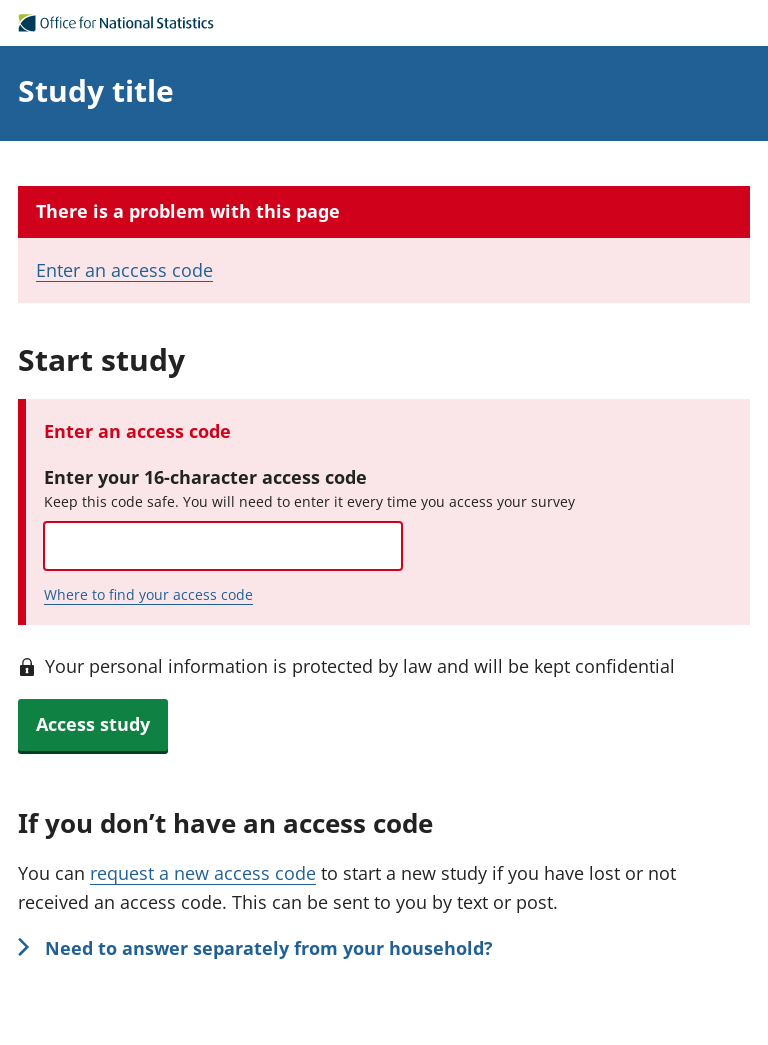 Office for National Statistics
Study title
There is a problem with this page
Enter an access code
Start study
Enter an access code
Enter your 16-character access code
Keep this code safe. You will need to enter it every time you access your survey
Where to find your access code
Your personal information is protected by law and will be kept confidential
Access study
If you don’t have an access code
You can request a new access code to start a new study if you have lost or not
received an access code. This can be sent to you by text or post.
Need to answer separately from your household?